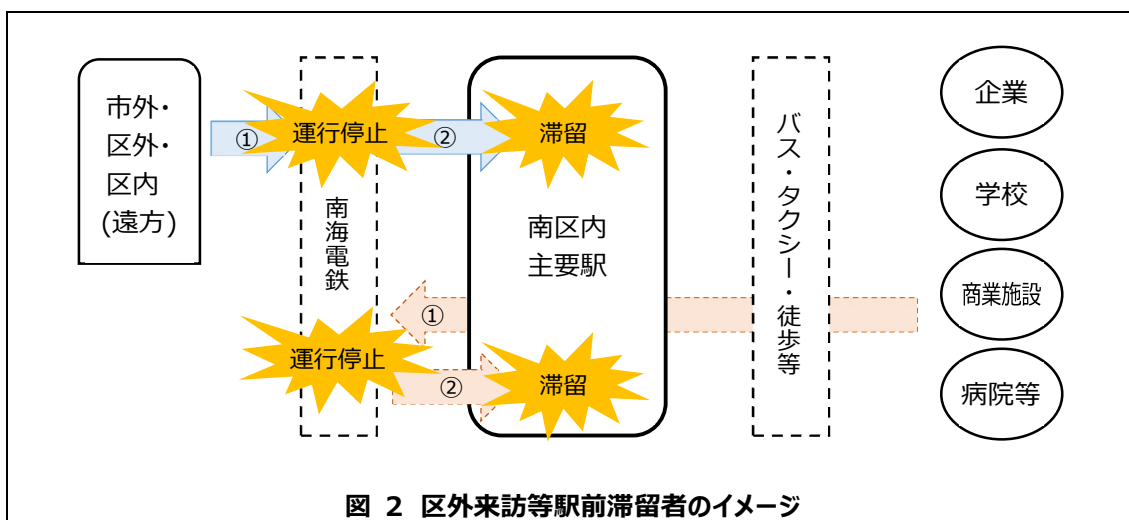 市外・
区外・
区内
(遠方)
①
運行停止
②
滞留
南海電鉄
南区内
主要駅
①
運行停止
②
滞留
バス・タクシー・徒歩等
企業
学校
商業施設
病院等
図 2 区外来訪等駅前滞留者のイメージ